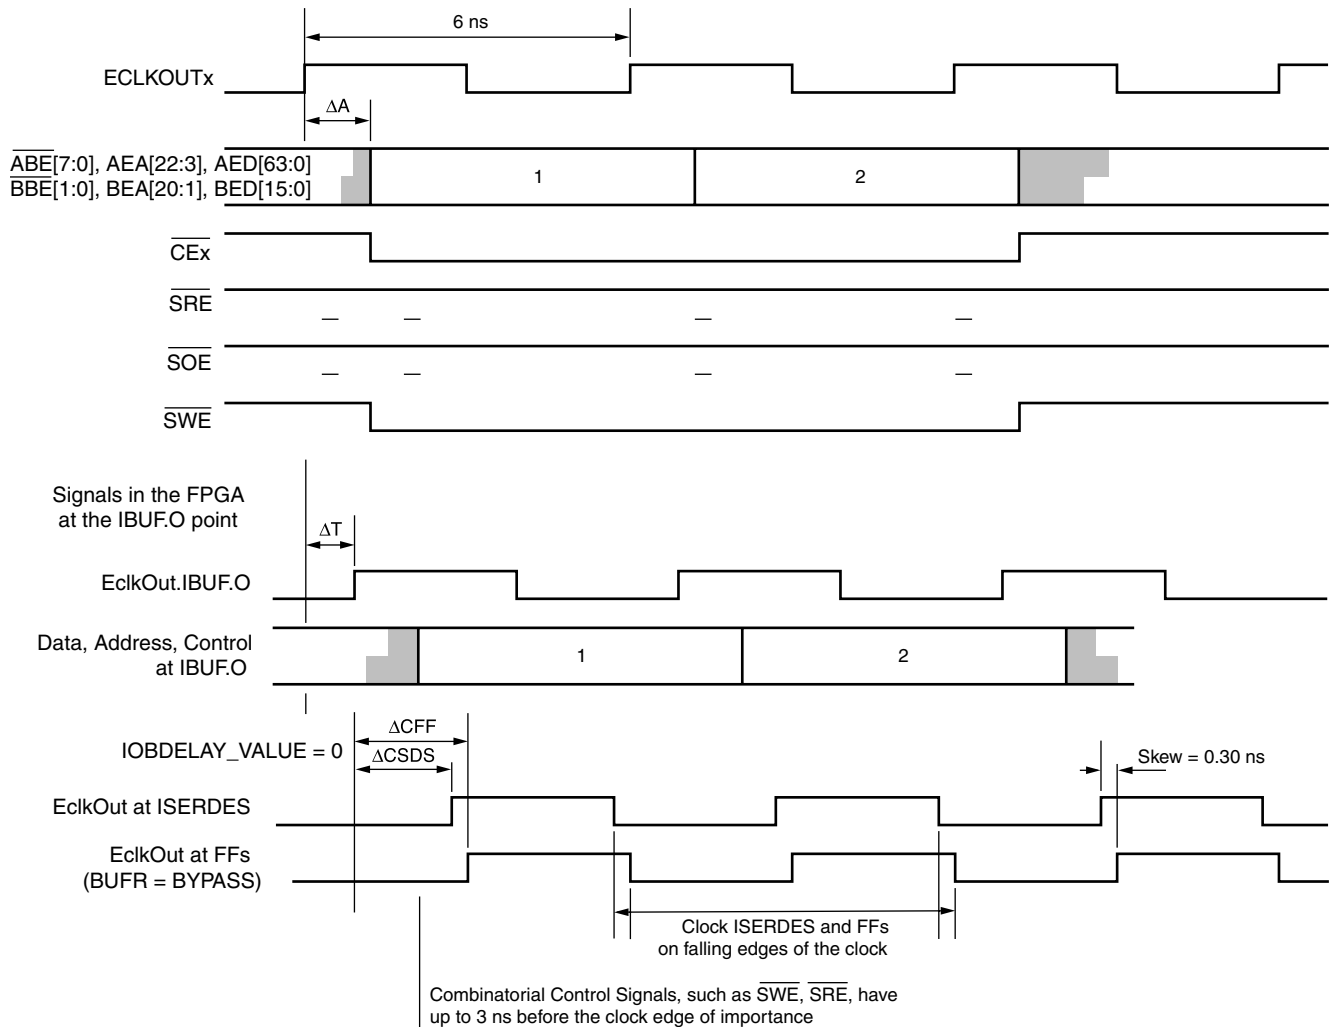 6 ns
ECLKOUTx
ΔA
ABE[7:0], AEA[22:3], AED[63:0]
BBE[1:0], BEA[20:1], BED[15:0]
1
2
CEx
SRE
SOE
SWE
Signals in the FPGA
at the IBUF.O point
ΔT
EclkOut.IBUF.O
Data, Address, Control
at IBUF.O
1
2
ΔCFF
IOBDELAY_VALUE = 0
ΔCSDS
Skew = 0.30 ns
EclkOut at ISERDES
EclkOut at FFs
(BUFR = BYPASS)
Clock ISERDES and FFs
on falling edges of the clock
Combinatorial Control Signals, such as SWE, SRE, have
up to 3 ns before the clock edge of importance